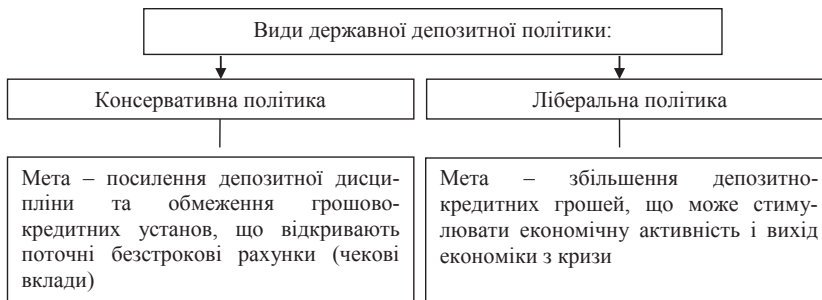 Види державної депозитної політики:
Консервативна політика
Ліберальна політика
Мета – посилення депозитної дисци-
пліни та обмеження грошово-
кредитних установ, що відкривають
поточні безстрокові рахунки (чекові
вклади)
Мета – збільшення депозитно-
кредитних грошей, що може стиму-
лювати економічну активність і вихід
економіки з кризи